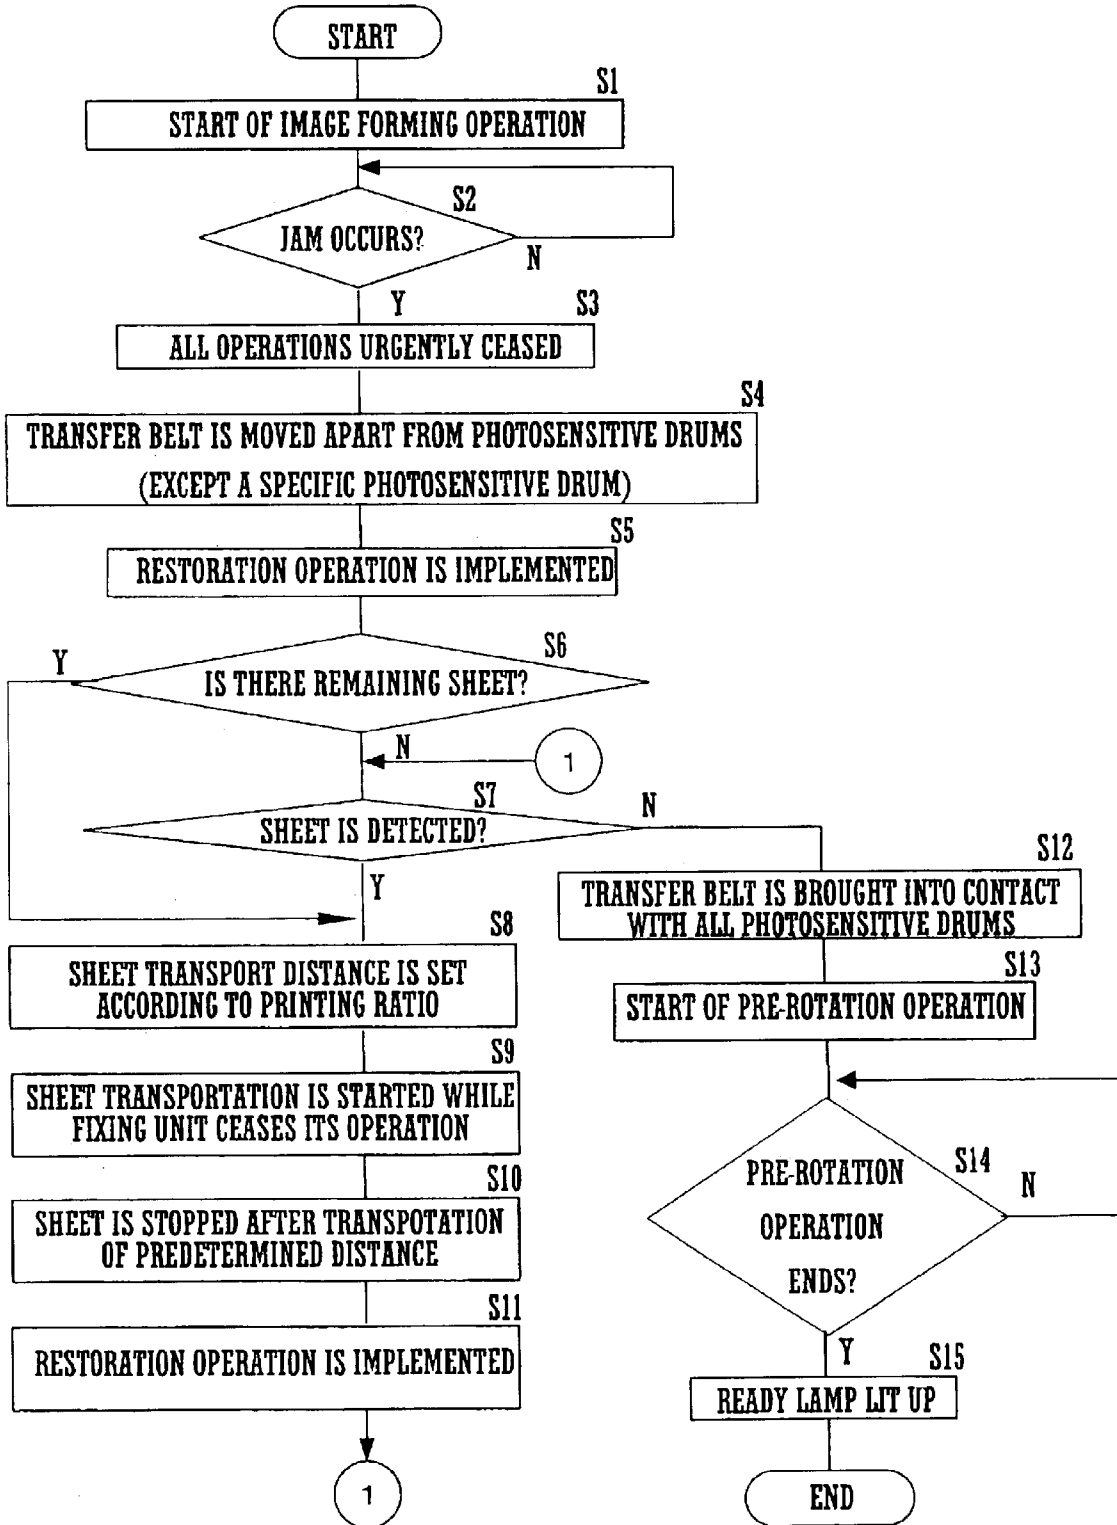 START
S1
START OF IMAGE FORMING OPERATION
S2
JAM OCCURS?
N
Y
S3
ALL OPERATIONS URGENTLY CEASED
S4
TRANSFER BELT IS MOVED APART FROM PHOTOSENSITIVE DRUMS
(EXCEPT A SPECIFIC PHOTOSENSITIVE DRUM)
S5
RESTORATION OPERATION IS IMPLEMENTED
S6
Y
IS THERE REMAINING SHEET?
N
1
S7
N
SHEET IS DETECTED?
Y
S8
SHEET TRANSPORT DISTANCE IS SET
ACCORDING TO PRINTING RATIO
S9
SHEET TRANSPORTATION IS STARTED WHILE
FIXING UNIT CEASES ITS OPERATION
S10
SHEET IS STOPPED AFTER TRANSPOTATION
OF PREDETERMINED DISTANCE
S11
RESTORATION OPERATION IS IMPLEMENTED
1
S12
TRANSFER BELT IS BROUGHT INTO CONTACT
WITH ALL PHOTOSENSITIVE DRUMS
S13
START OF PRE-ROTATION OPERATION
S14
PRE-ROTATION
OPERATION
ENDS?
N
Y
S15
READY LAMP LIT UP
END